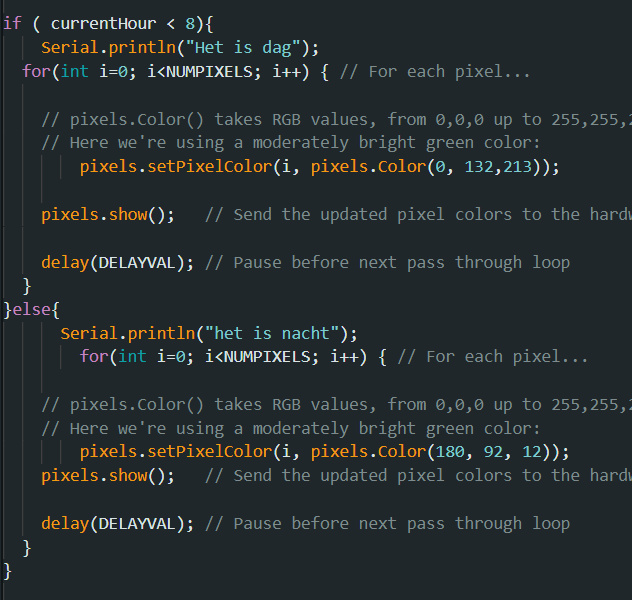 if ( currentHour < 8){
Serial.println("Het is dag");
for(int i=0; i<NUMPIXELS; i++) { // For each pixel...
// pixels.Color() takes RGB values, from 0,0,0 up to 255,255,2
// Here we're using a moderately bright green color:
pixels.setPixelColor(i, pixels.Color(0, 132,213));
pixels.show();   // Send the updated pixel colors to the hardw
delay(DELAYVAL); // Pause before next pass through loop
}
}else{
Serial.println("het is nacht");
for(int i=0; i<NUMPIXELS; i++) { // For each pixel...
// pixels.Color() takes RGB values, from 0,0,0 up to 255,255,2
// Here we're using a moderately bright green color:
pixels.setPixelColor(i, pixels.Color(180, 92, 12));
pixels.show();   // Send the updated pixel colors to the hardw
delay(DELAYVAL); // Pause before next pass through loop
}
}